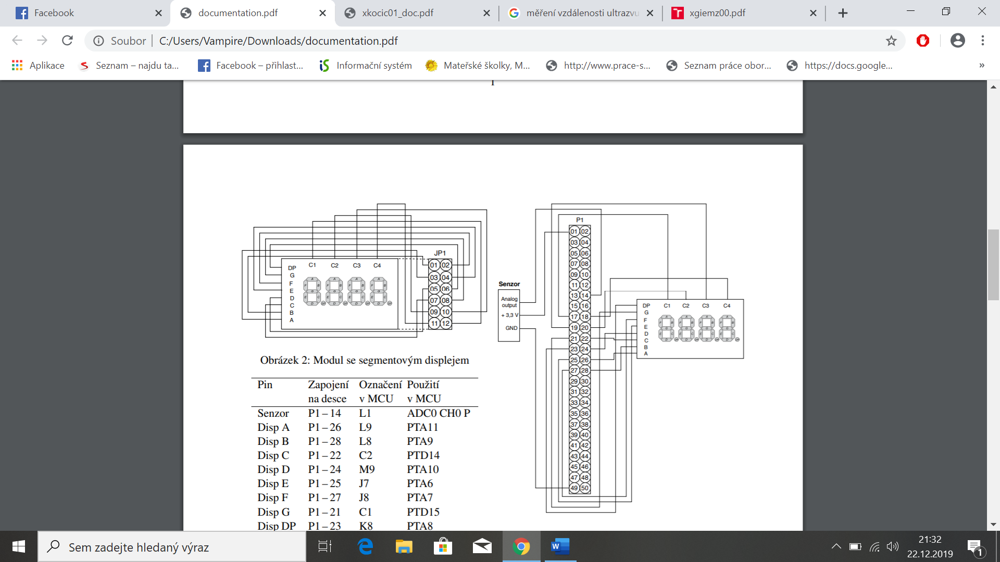 Facebook
documentation.pdf
xkocic01_doc.pdf
měření vzdálenosti ultrazvu
xgiemz00.pdf
Soubor
C:/Users/Vampire/Downloads/documentation.pdf
Aplikace
Seznam – najdu ta...
Facebook – přihlast...
Informační systém
Mateřské školky, M...
http://www.prace-s...
Seznam práce obor...
https://docs.google...
»
JP1
C1 C2 C3 C4
DP
G
F
E
D
C
B
A
01 02
03 04
05 06
07 08
09 10
11 12
Obrázek 2: Modul se segmentovým displejem
Pin Zapojení Označení Použití
na desce v MCU v MCU
Senzor P1 – 14 L1 ADC0 CH0 P
Disp A P1 – 26 L9 PTA11
Disp B P1 – 28 L8 PTA9
Disp C P1 – 22 C2 PTD14
Disp D P1 – 24 M9 PTA10
Disp E P1 – 25 J7 PTA6
Disp F P1 – 27 J8 PTA7
Disp G P1 – 21 C1 PTD15
Disp DP P1 – 23 K8 PTA8
Senzor
Analog
output
+ 3,3 V
GND
P1
01 02
03 04
05 06
07 08
09 10
11 12
13 14
15 16
17 18
19 20
21 22
23 24
25 26
27 28
29 30
31 32
33 34
35 36
37 38
39 40
41 42
43 44
45 46
47 48
49 50
C1 C2 C3 C4
DP
G
F
E
D
C
B
A
Sem zadejte hledaný výraz
21:32
22.12.2019
1